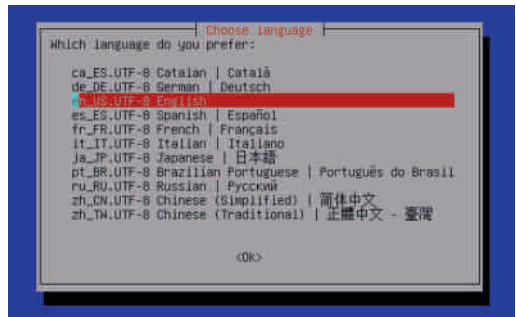 Choose language
Which language do you prefer:
ca_ES.UTF-8 Catalan | Català
de_DE.UTF-8 German | Deutsch
en_US.UTF-8 English
es_ES.UTF-8 Spanish | Español
fr_FR.UTF-8 French | Français
it_IT.UTF-8 Italian | Italiano
ja_JP.UTF-8 Japanese | 日本語
pt_BR.UTF-8 Brazilian Portuguese | Português do Brasil
ru_RU.UTF-8 Russian | Русский
zh_CN.UTF-8 Chinese (Simplified) | 简体中文
zh_TW.UTF-8 Chinese (Traditional) | 正體中文 - 臺灣
<Ok>